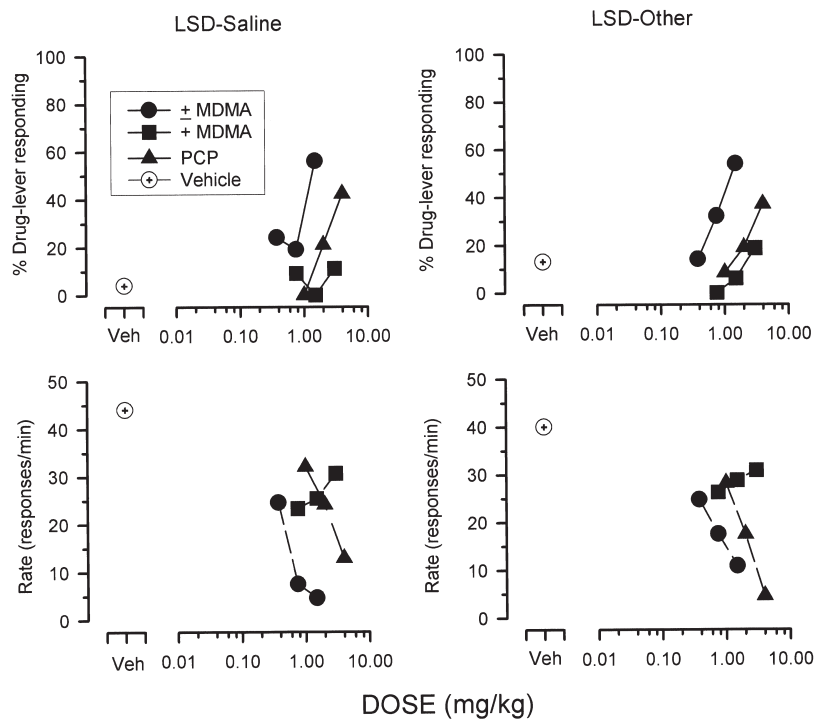 LSD-Saline
LSD-Other
% Drug-lever responding
100
80
60
40
20
0
± MDMA
+ MDMA
PCP
Vehicle
Veh
0.01 0.10 1.00 10.00
% Drug-lever responding
100
80
60
40
20
0
Veh
0.01 0.10 1.00 10.00
Rate (responses/min)
50
40
30
20
10
0
Veh
0.01 0.10 1.00 10.00
Rate (responses/min)
50
40
30
20
10
0
Veh
0.01 0.10 1.00 10.00
DOSE (mg/kg)